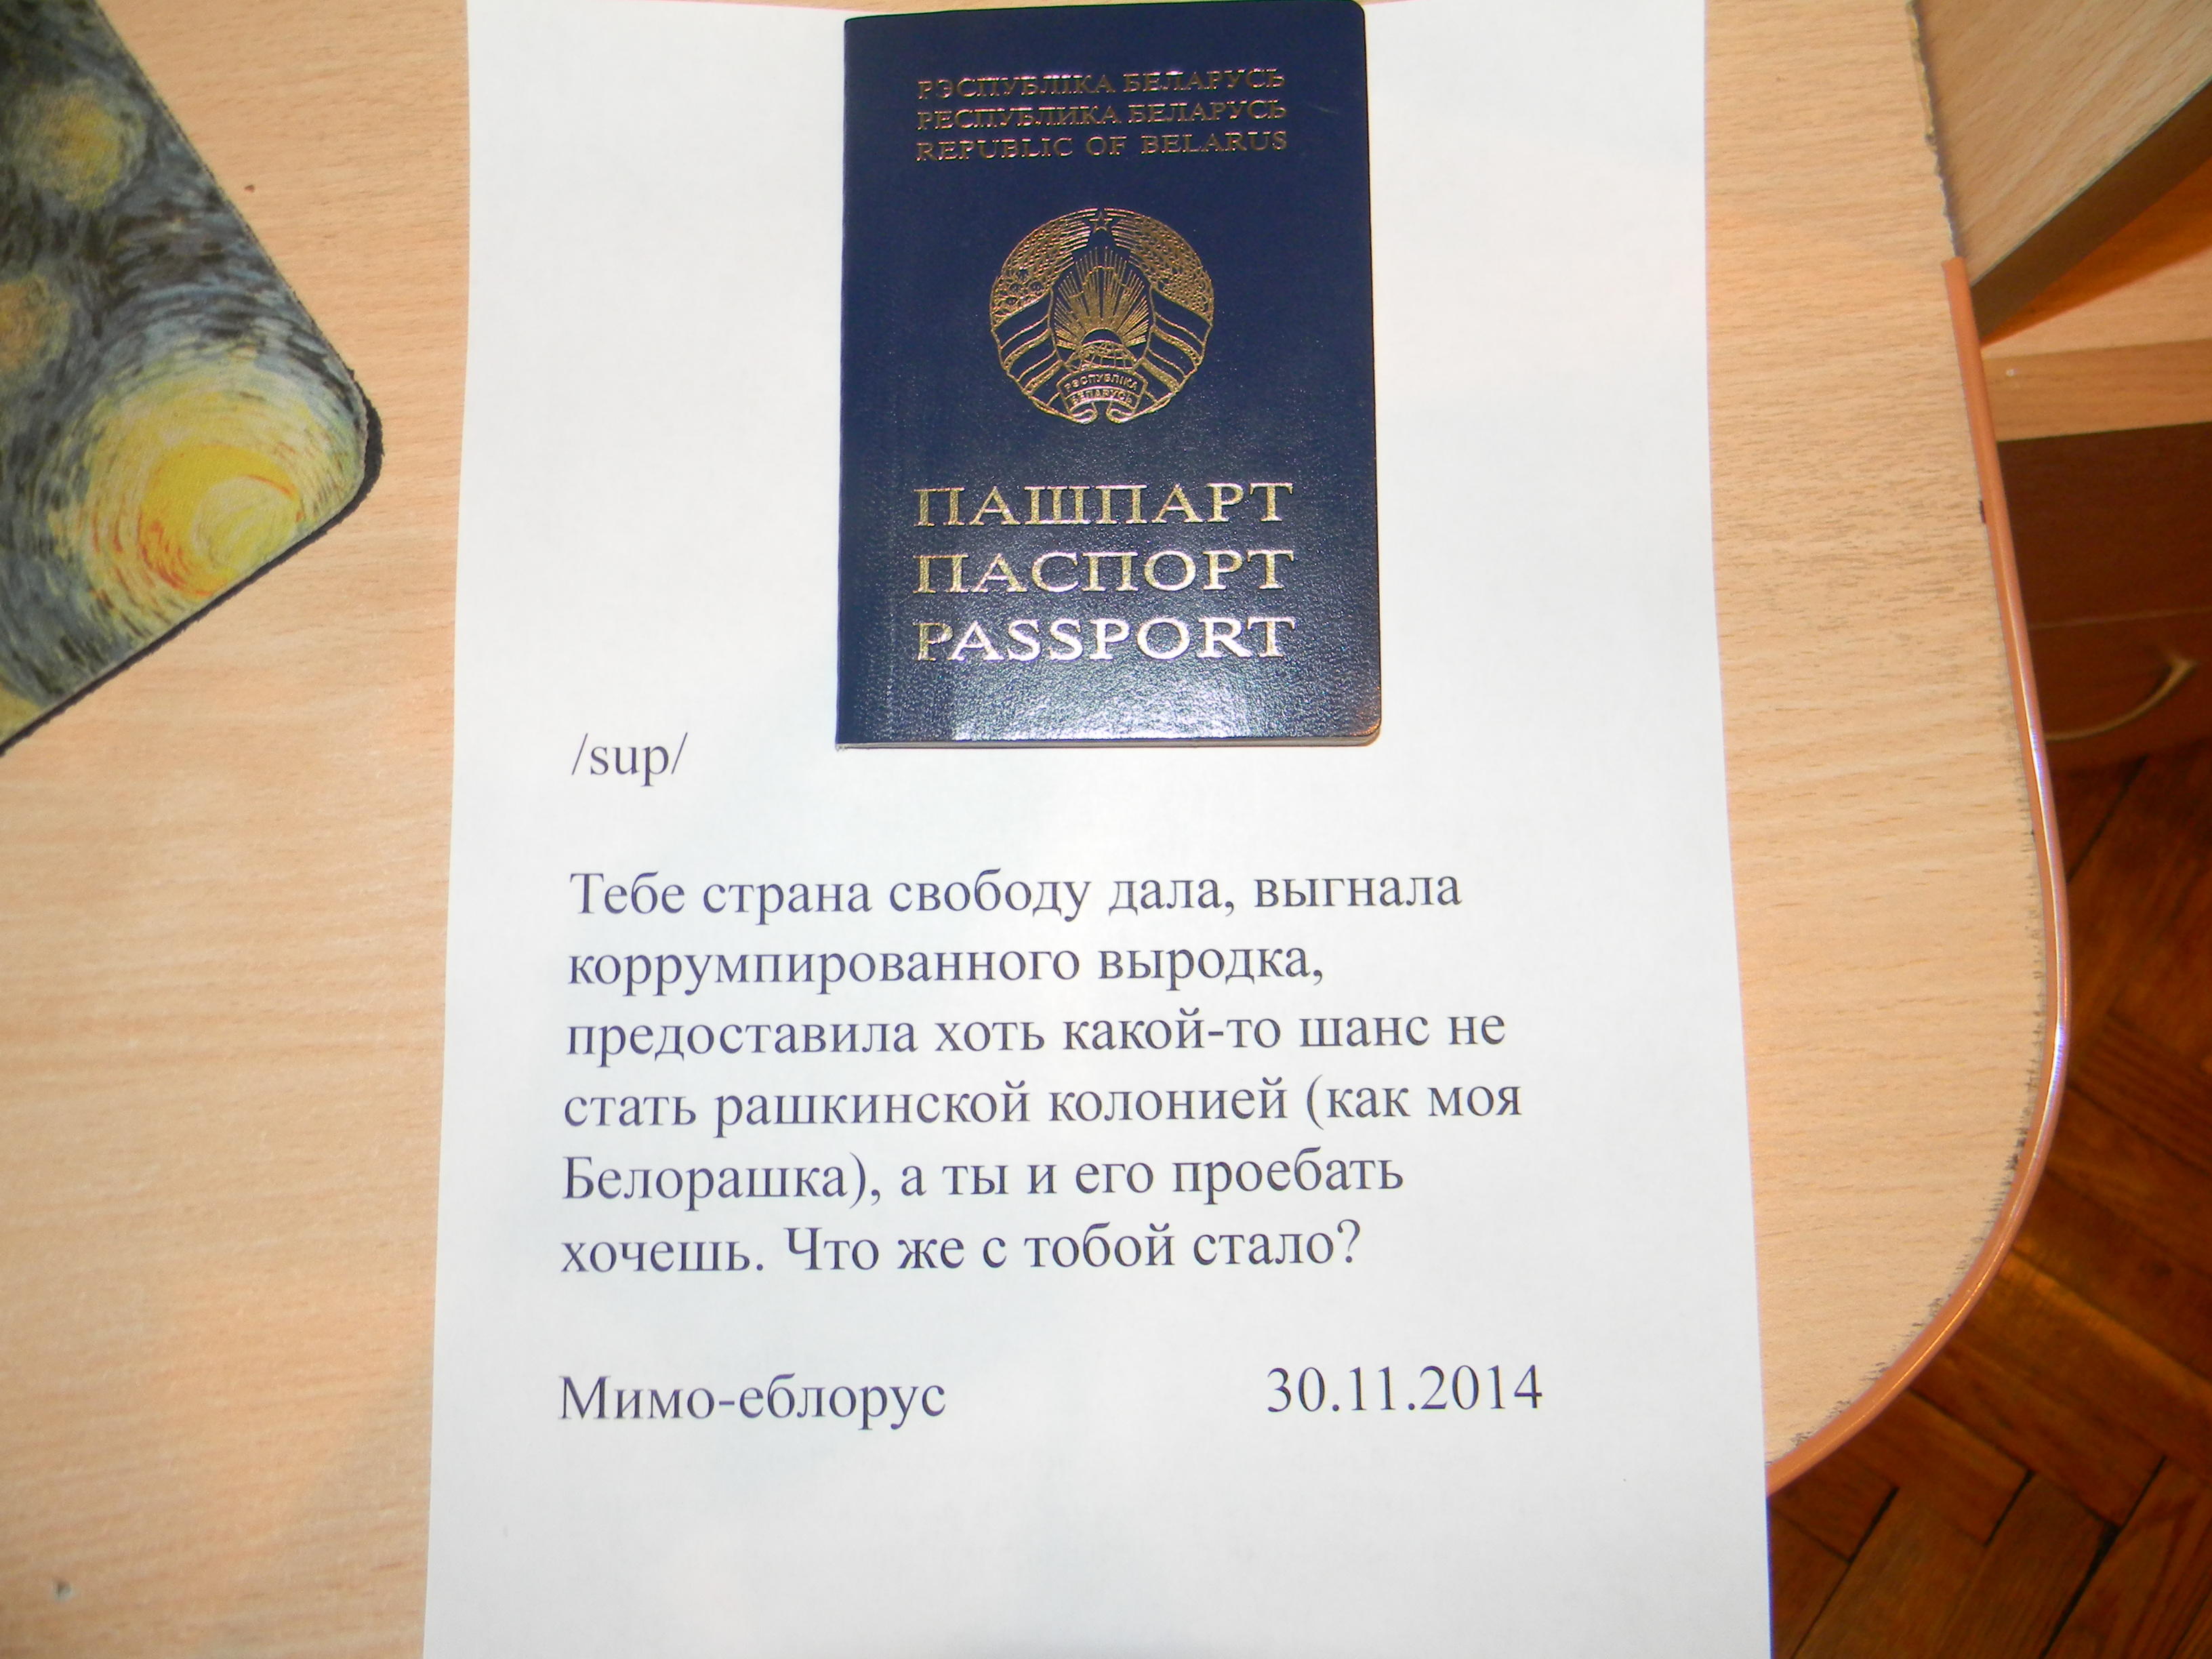 РЭСПУБЛІКА БЕЛАРУСЬ
РЕСПУБЛИКА БЕЛАРУСЬ
REPUBLIC OF BELARUS
РЭСПУБЛІКА
БЕЛАРУСЬ
ПАШПАРТ
ПАСПОРТ
PASSPORT
/sup/
Тебе страна свободу дала, выгнала
коррумпированного выродка,
предоставила хоть какой-то шанс не
стать рашкинской колонией (как моя
Белорашка), а ты и его проебать
хочешь. Что же с тобой стало?
Мимо-еблорус 30.11.2014